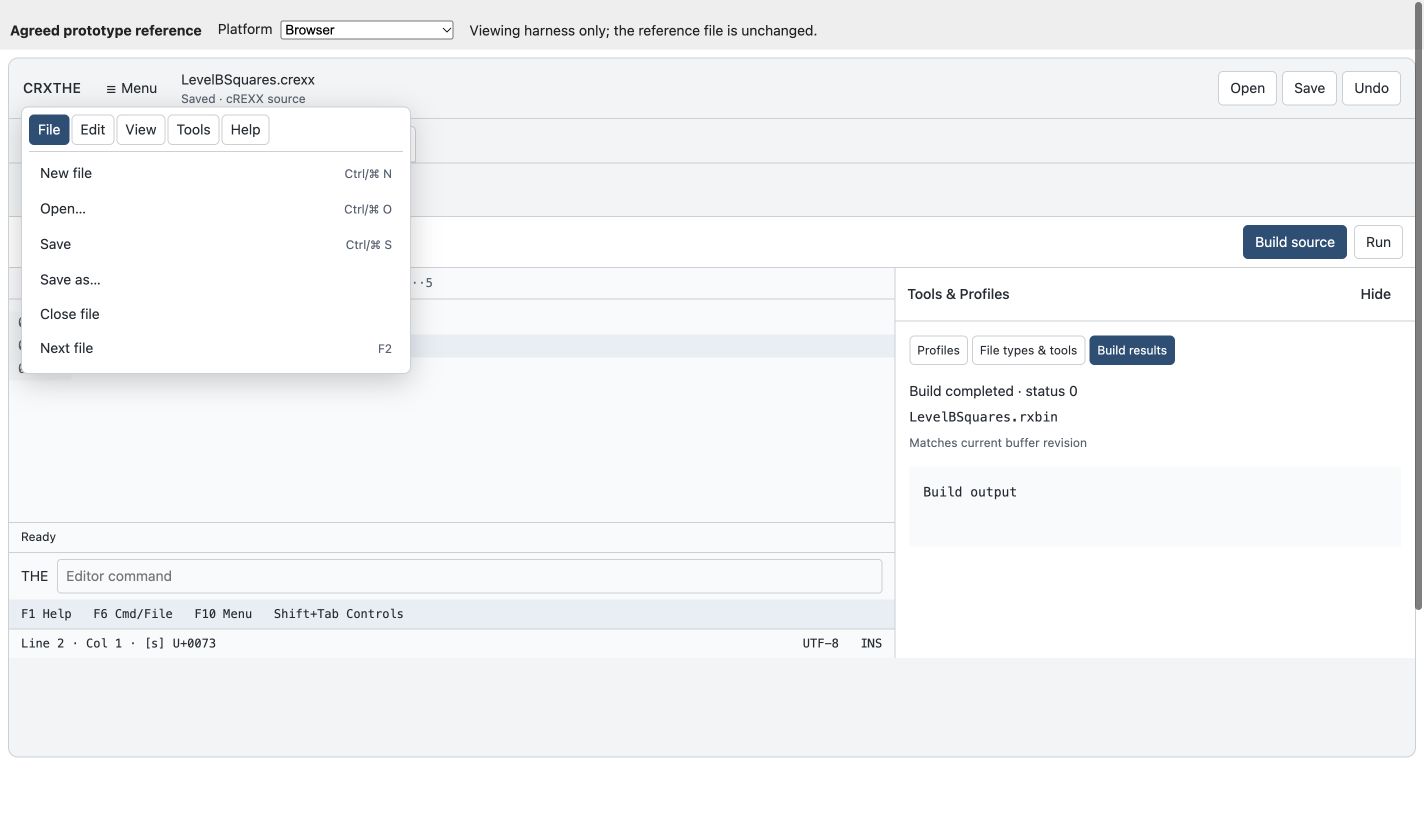 Agreed prototype reference Platform Browser Viewing harness only; the reference file is unchanged.
CRXTHE ≡ Menu LevelBSquares.crexx Open Save Undo
Saved · cREXX source
File Edit View Tools Help
New file Ctrl/⌘ N
Open... Ctrl/⌘ O
Save Ctrl/⌘ S
Save as...
Close file
Next file F2
Build source Run
··5
Tools & Profiles Hide
Profiles File types & tools Build results
Build completed · status 0
LevelBSquares.rxbin
Matches current buffer revision
Build output
Ready
THE Editor command
F1 Help F6 Cmd/File F10 Menu Shift+Tab Controls
Line 2 · Col 1 · [s] U+0073 UTF-8 INS